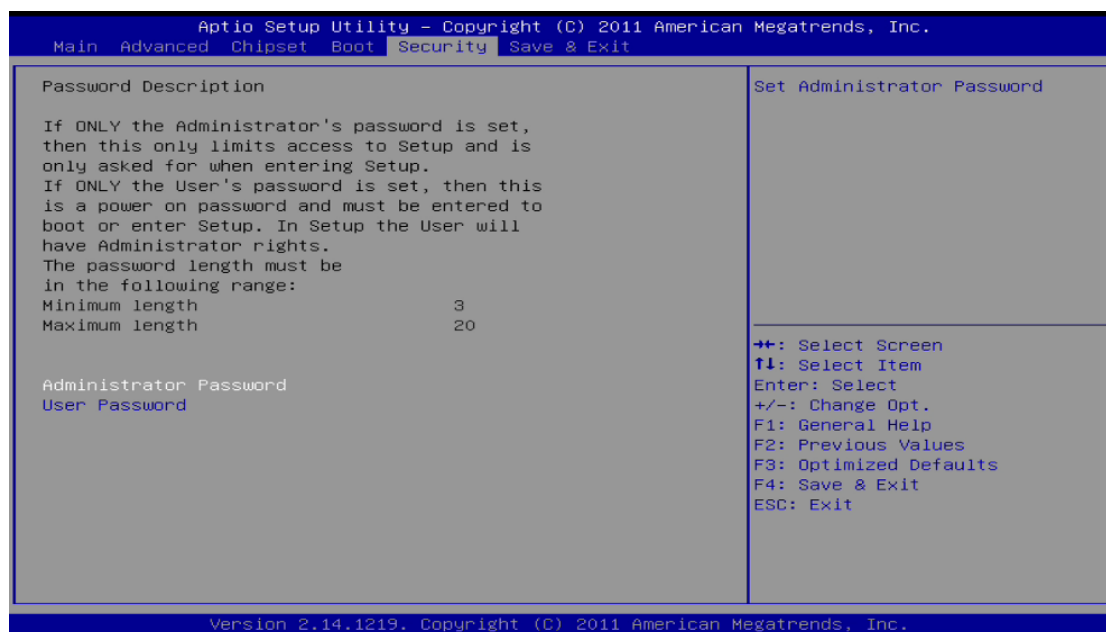 Aptio Setup Utility – Copyright (C) 2011 American Megatrends, Inc.
Main Advanced Chipset Boot Security Save & Exit
Password Description
If ONLY the Administrator's password is set,
then this only limits access to Setup and is
only asked for when entering Setup.
If ONLY the User's password is set, then this
is a power on password and must be entered to
boot or enter Setup. In Setup the User will
have Administrator rights.
The password length must be
in the following range:
Minimum length 3
Maximum length 20
Administrator Password
User Password
Set Administrator Password
→←: Select Screen
↑↓: Select Item
Enter: Select
+/-: Change Opt.
F1: General Help
F2: Previous Values
F3: Optimized Defaults
F4: Save & Exit
ESC: Exit
Version 2.14.1219. Copyright (C) 2011 American Megatrends, Inc.